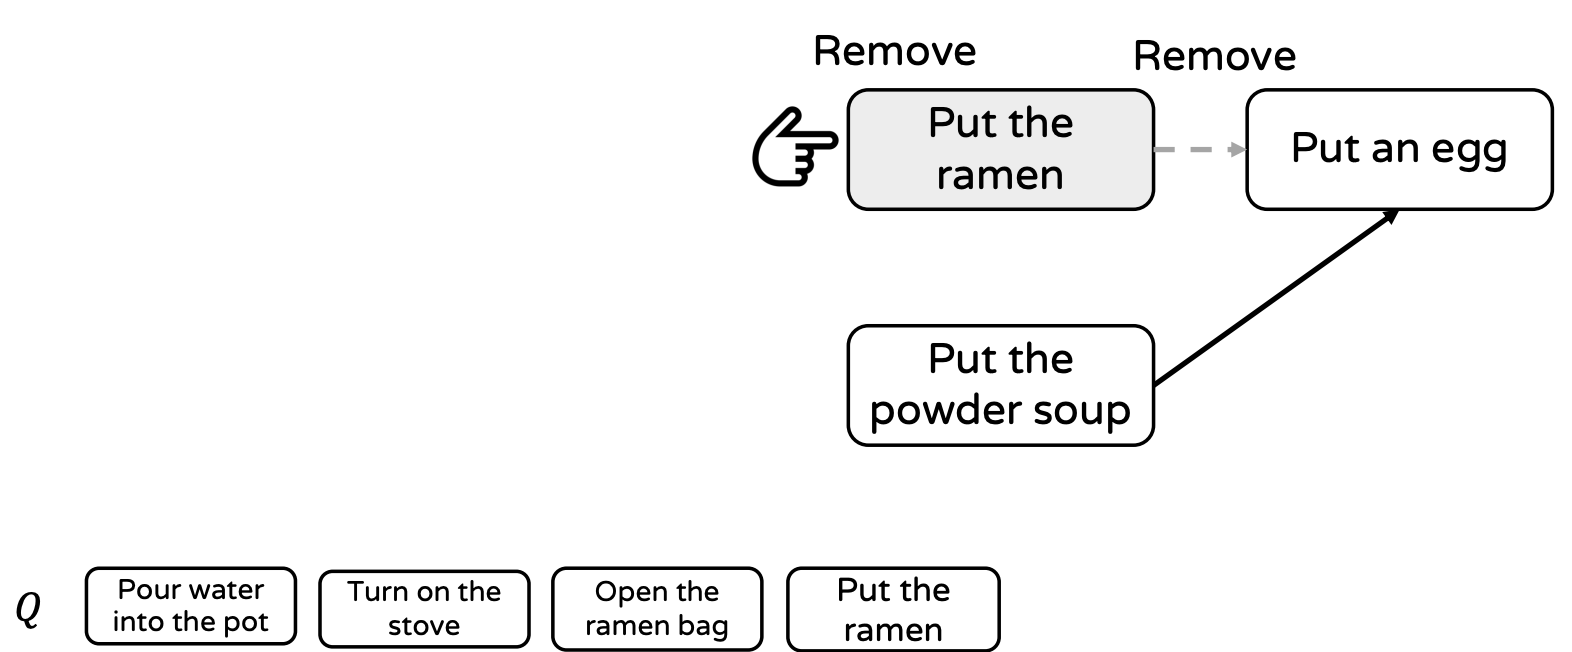 Remove
Remove
Put the
ramen
Put an egg
Put the
powder soup
Q
Pour water
into the pot
Turn on the
stove
Open the
ramen bag
Put the
ramen